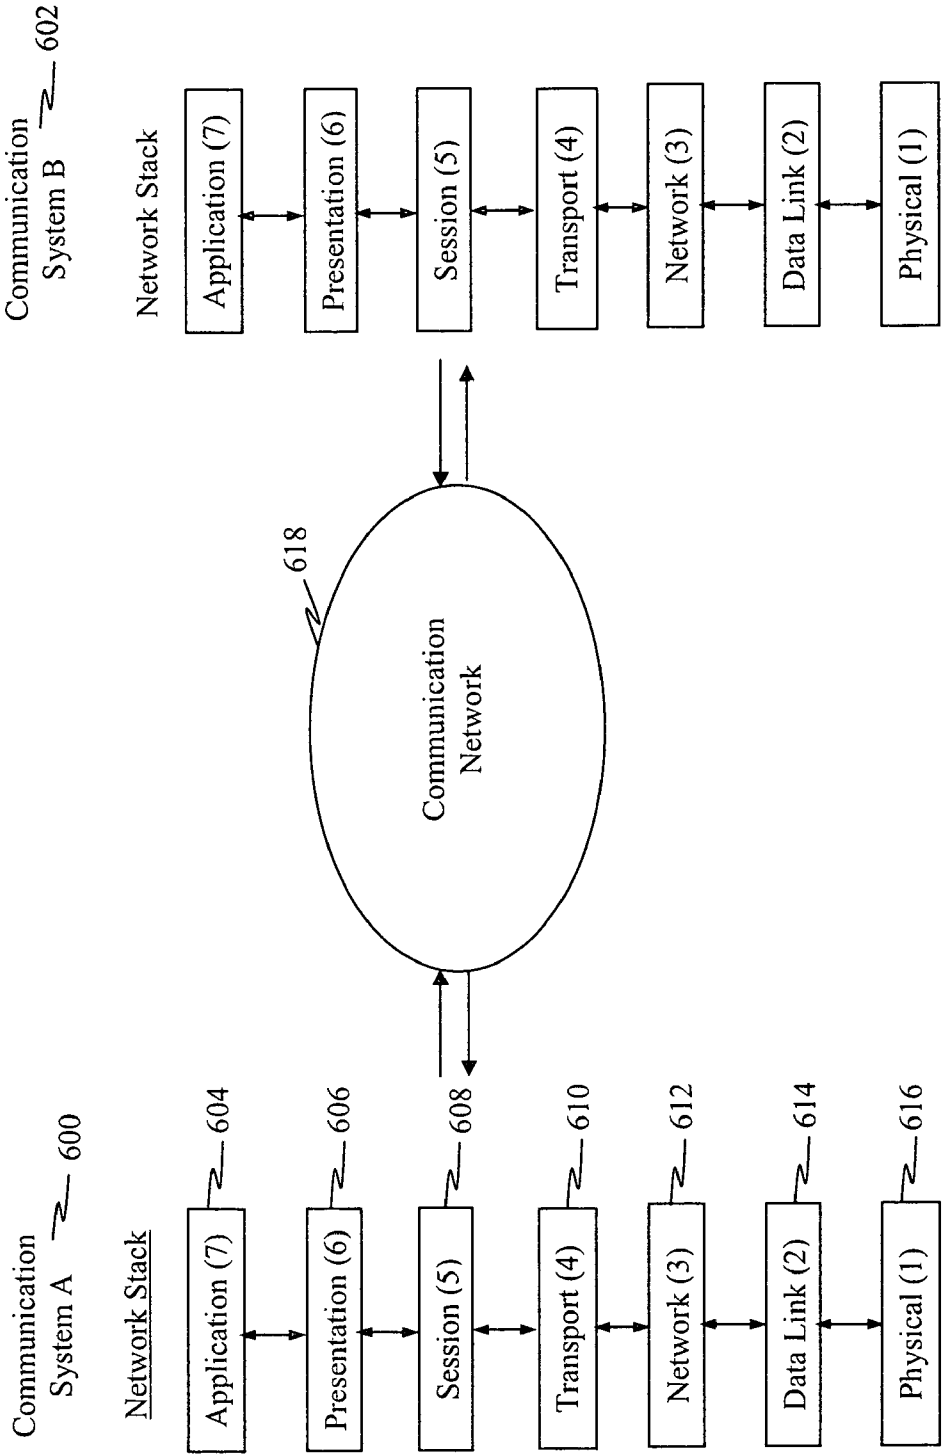 Communication
System A
600
Network Stack
Application (7)
604
Presentation (6)
606
Session (5)
608
Transport (4)
610
Network (3)
612
Data Link (2)
614
Physical (1)
616
Communication
Network
618
Communication
System B
602
Network Stack
Application (7)
Presentation (6)
Session (5)
Transport (4)
Network (3)
Data Link (2)
Physical (1)